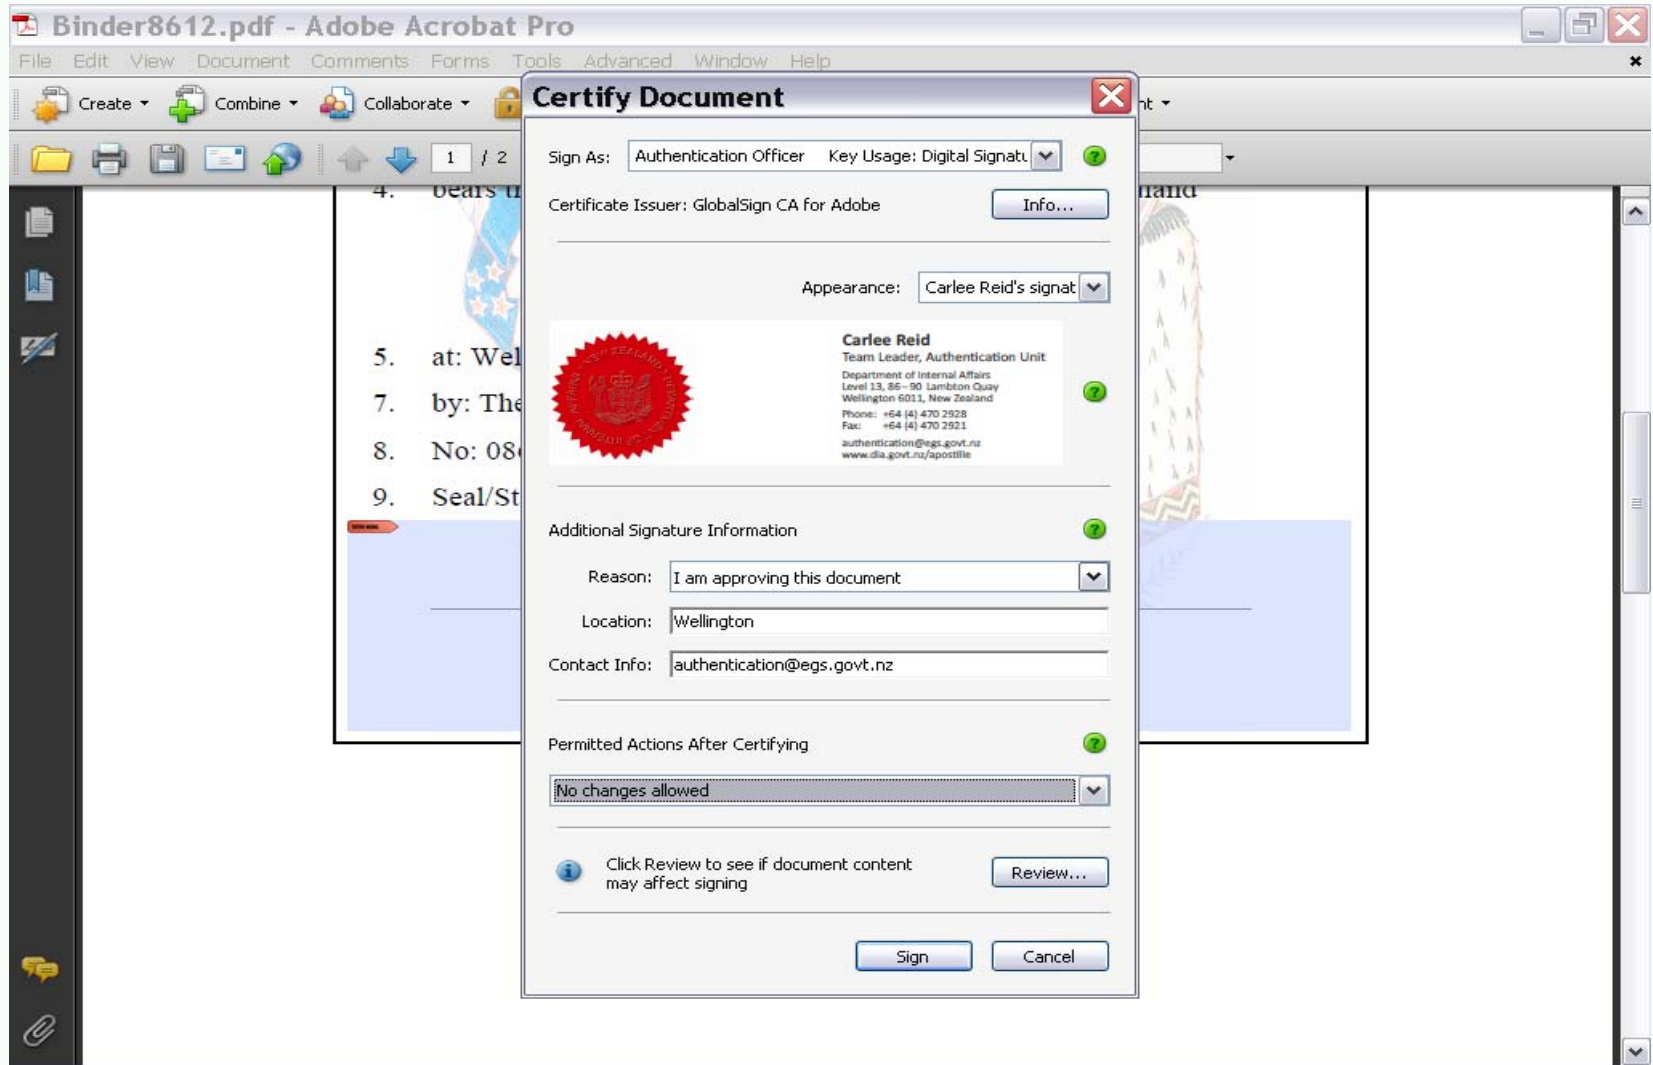 Binder8612.pdf - Adobe Acrobat Pro
File Edit View Document Comments Forms Tools Advanced Window Help
Create Combine Collaborate
1 / 2
Certify Document
Sign As: Authentication Officer Key Usage: Digital Signatu
Certificate Issuer: GlobalSign CA for Adobe Info...
Appearance: Carlee Reid's signat
NEW ZEALAND
Carlee Reid
Team Leader, Authentication Unit
Department of Internal Affairs
Level 13, 86–90 Lambton Quay
Wellington 6011, New Zealand
Phone: +64 (4) 470 2928
Fax: +64 (4) 470 2921
authentication@egs.govt.nz
www.dia.govt.nz/apostille
Additional Signature Information
Reason: I am approving this document
Location: Wellington
Contact Info: authentication@egs.govt.nz
Permitted Actions After Certifying
No changes allowed
Click Review to see if document content
may affect signing
Review...
Sign Cancel
4. bears
5. at: Wel
7. by: The
8. No: 08
9. Seal/St